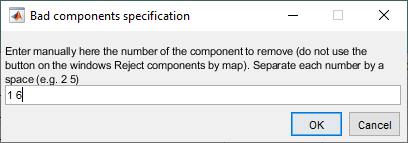 Bad components specification
Enter manually here the number of the component to remove (do not use the
button on the windows Reject components by map). Separate each number by a
space (e.g. 2 5)
1 6
OK Cancel